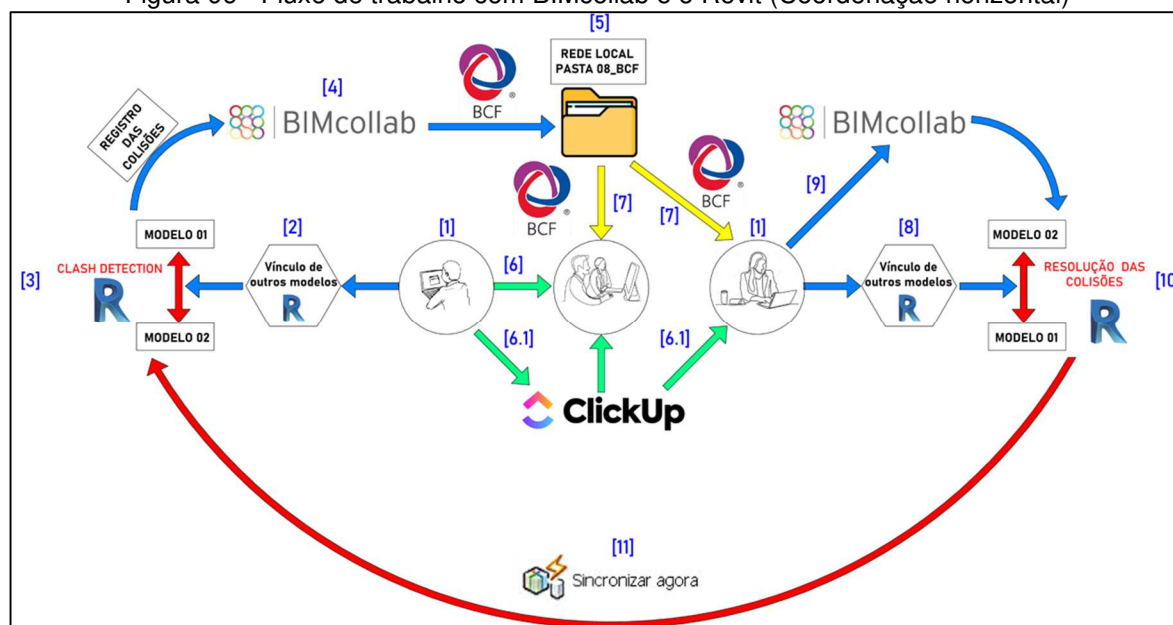 Figura 06 - Fluxo de trabalho com BIMcollab e o Revit (Coordenação horizontal)
[5]
REDE LOCAL
PASTA 08_BCF
[4]
BIMcollab
BCF
®
REGISTRO
DAS
COLISÕES
BCF
®
[7]
[7]
BCF
®
BIMcollab
[9]
MODELO 01
[3]
CLASH DETECTION
R
MODELO 02
[2]
Vínculo de
outros modelos
R
[1]
[6]
[6.1]
ClickUp
[6.1]
[1]
[8]
Vínculo de
outros modelos
R
MODELO 02
RESOLUÇÃO DAS
COLISÕES
[10]
R
MODELO 01
[11]
Sincronizar agora